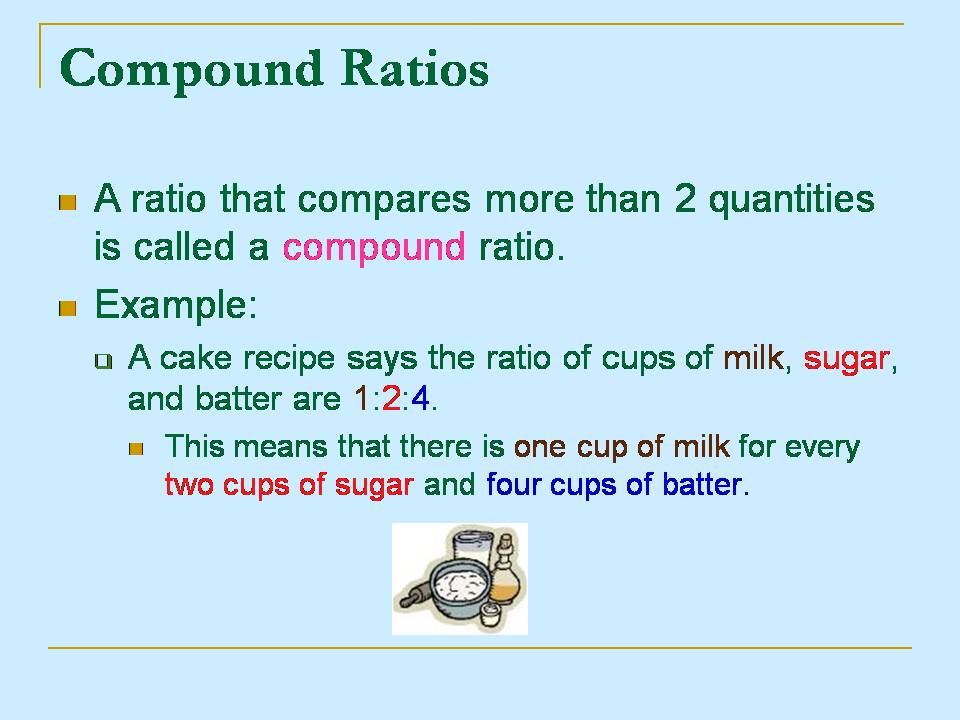 Compound Ratios
A ratio that compares more than 2 quantities
is called a compound ratio.
Example:
A cake recipe says the ratio of cups of milk, sugar,
and batter are 1:2:4.
This means that there is one cup of milk for every
two cups of sugar and four cups of batter.